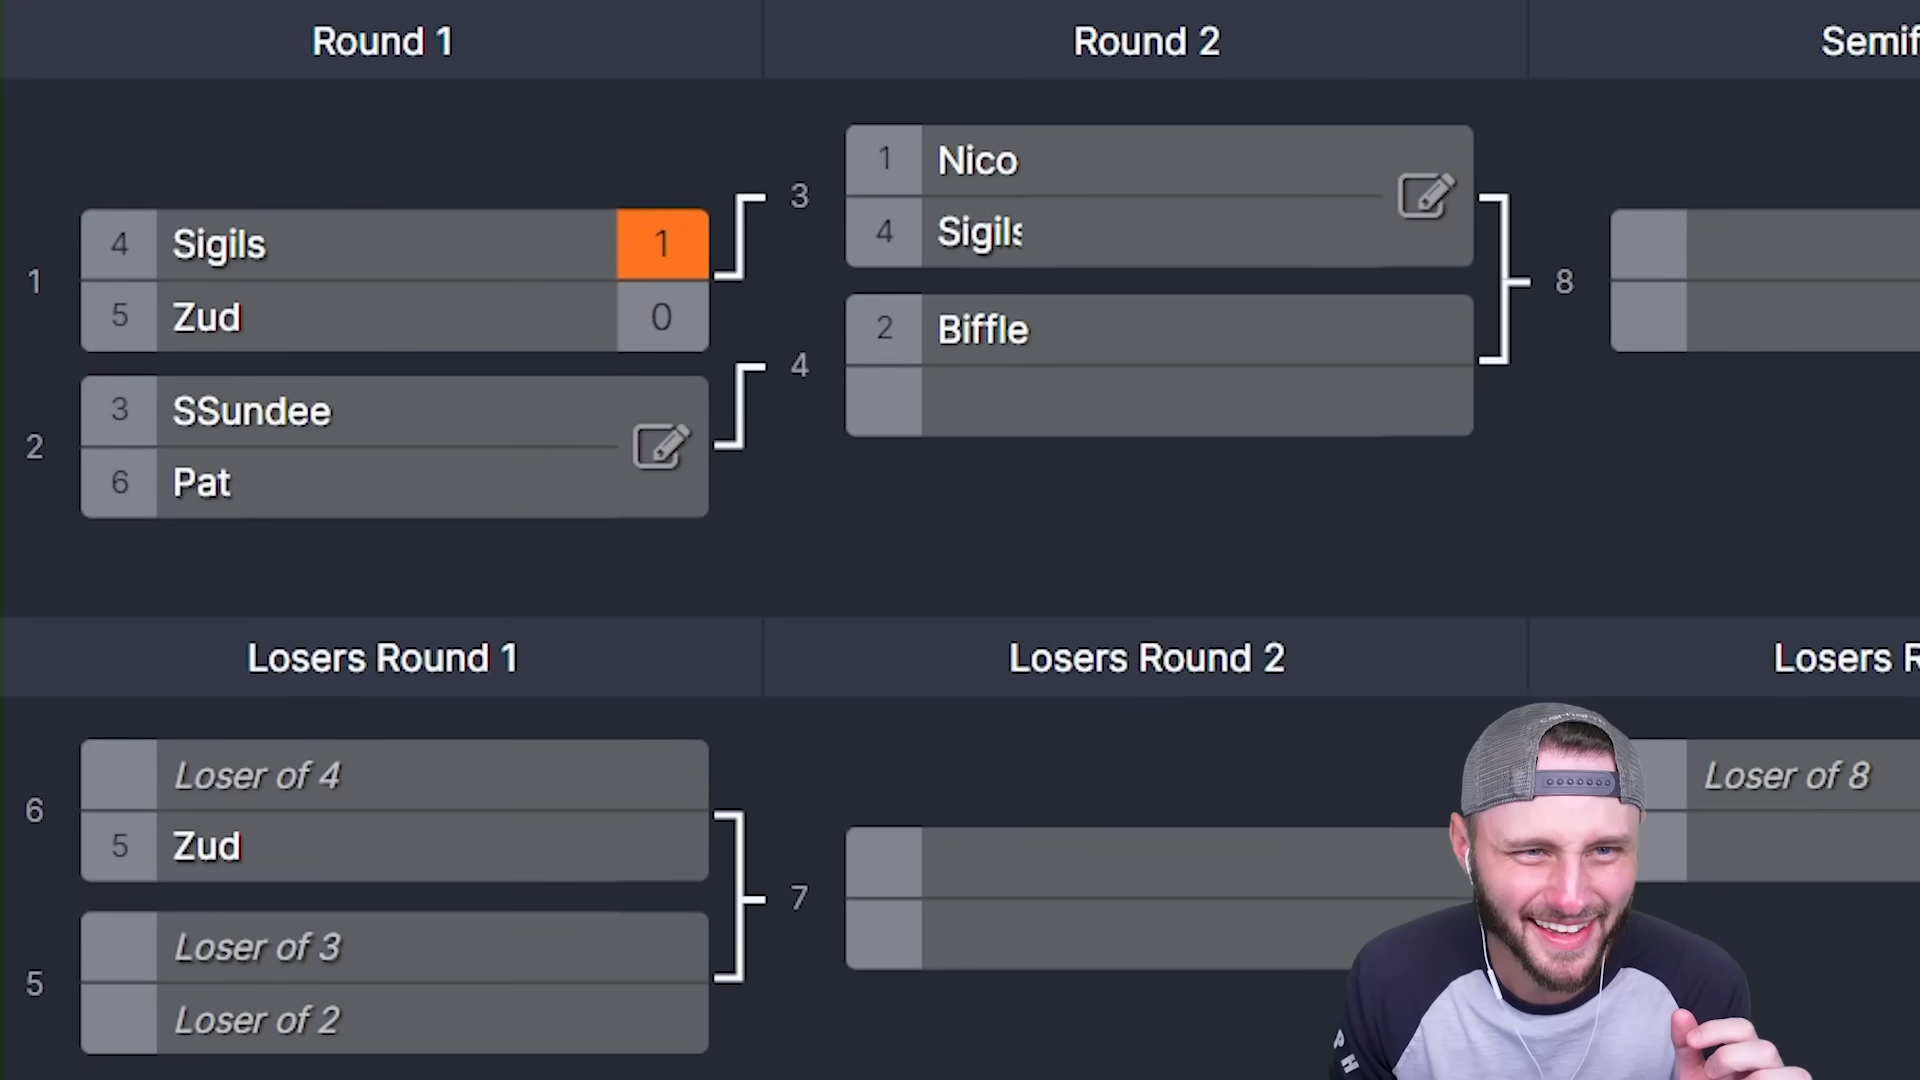 Round 1
Round 2
Semif
1
4 Sigils 1
5 Zud 0
2
3 SSundee
6 Pat
3
1 Nico
4 Sigils
4
2 Biffle
8
Losers Round 1
Losers Round 2
Losers R
6
Loser of 4
5 Zud
5
Loser of 3
Loser of 2
7
Loser of 8
PH